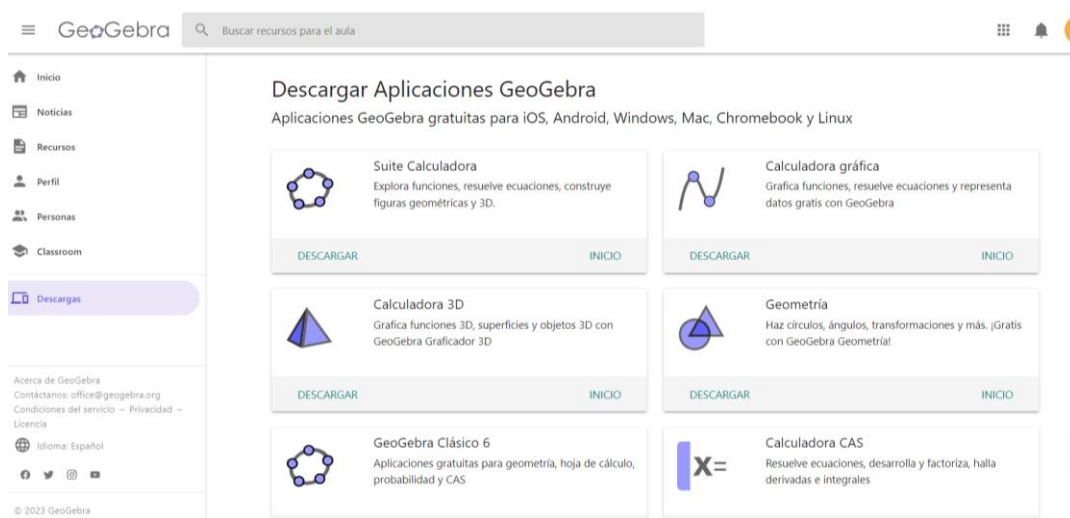 GeoGebra
Buscar recursos para el aula
Inicio
Noticias
Recursos
Perfil
Personas
Classroom
Descargas
Acerca de GeoGebra
Contáctanos: office@geogebra.org
Condiciones del servicio – Privacidad –
Licencia
Idioma: Español
© 2023 GeoGebra
Descargar Aplicaciones GeoGebra
Aplicaciones GeoGebra gratuitas para iOS, Android, Windows, Mac, Chromebook y Linux
Suite Calculadora
Explora funciones, resuelve ecuaciones, construye
figuras geométricas y 3D.
DESCARGAR INICIO
Calculadora gráfica
Grafica funciones, resuelve ecuaciones y representa
datos gratis con GeoGebra
DESCARGAR INICIO
Calculadora 3D
Grafica funciones 3D, superficies y objetos 3D con
GeoGebra Graficador 3D
DESCARGAR INICIO
Geometría
Haz círculos, ángulos, transformaciones y más. ¡Gratis
con GeoGebra Geometría!
DESCARGAR INICIO
GeoGebra Clásico 6
Aplicaciones gratuitas para geometría, hoja de cálculo,
probabilidad y CAS
X=
Calculadora CAS
Resuelve ecuaciones, desarrolla y factoriza, halla
derivadas e integrales